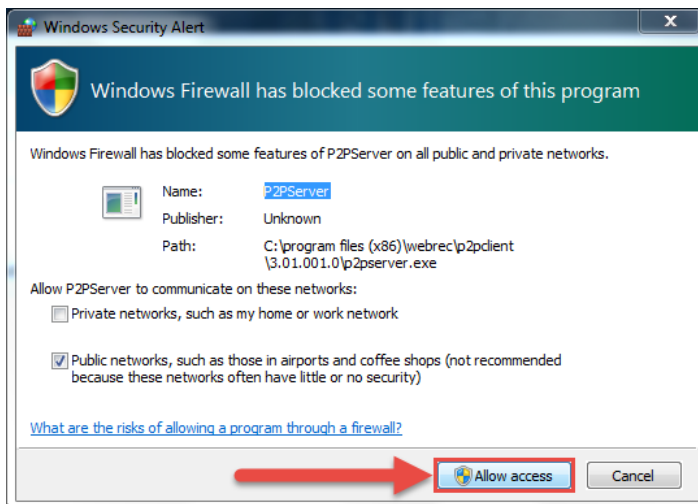 Windows Security Alert
x
Windows Firewall has blocked some features of this program
Windows Firewall has blocked some features of P2PServer on all public and private networks.
Name: P2PServer
Publisher: Unknown
Path: C:\program files (x86)\webrec\p2pclient
\3.01.001.0\p2pserver.exe
Allow P2PServer to communicate on these networks:
Private networks, such as my home or work network
Public networks, such as those in airports and coffee shops (not recommended
because these networks often have little or no security)
What are the risks of allowing a program through a firewall?
Allow access Cancel